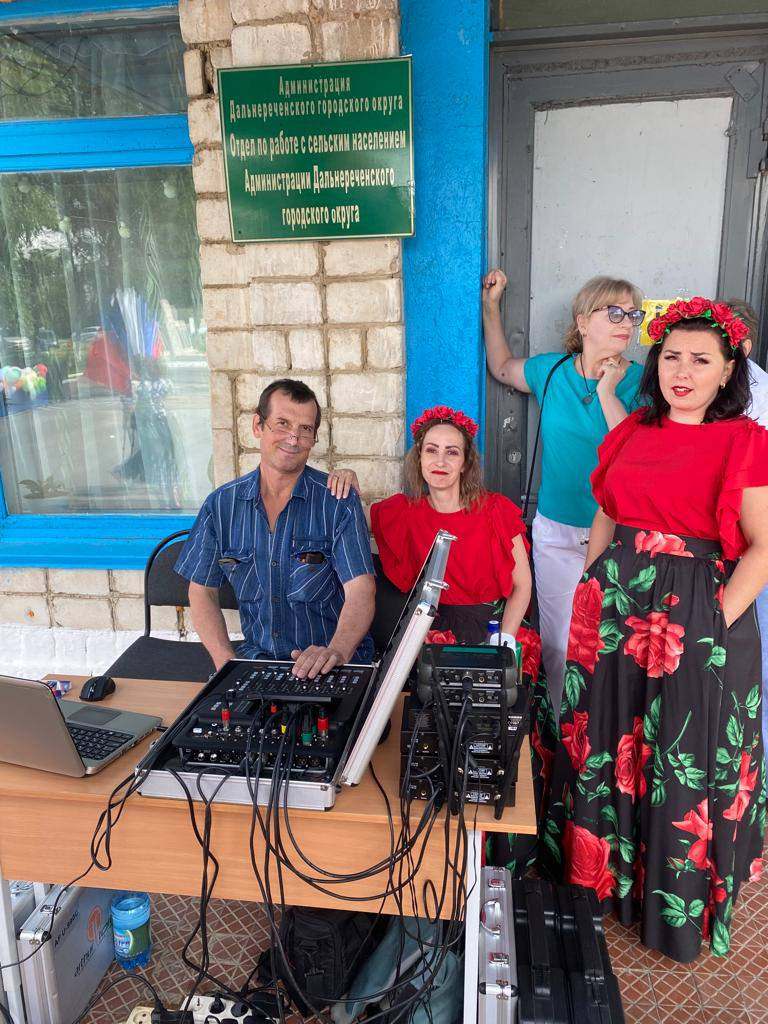 Администрация
Дальнереченского городского округа
Отдел по работе с сельским населением
Администрации Дальнереченского
городского округа